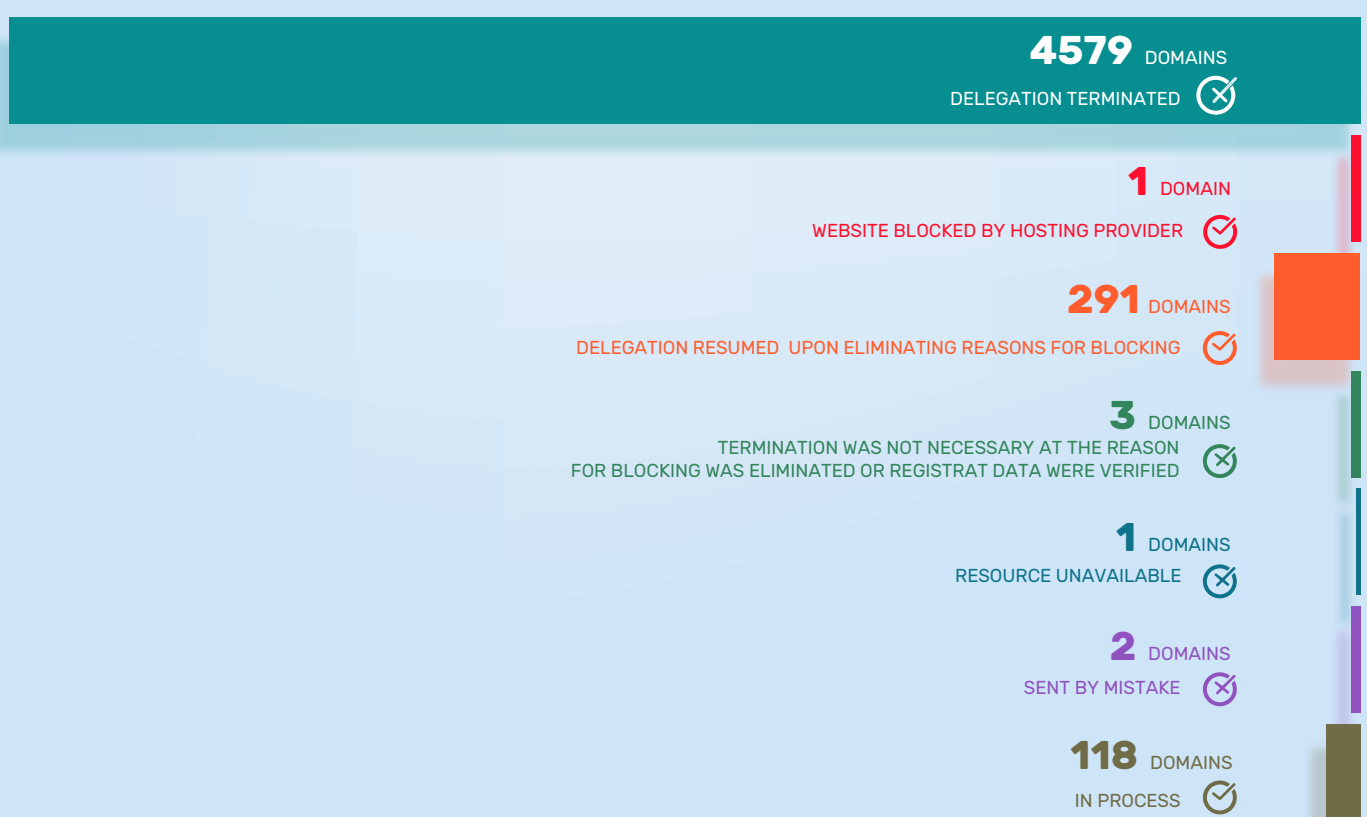 4579 DOMAINS
DELEGATION TERMINATED
1 DOMAIN
WEBSITE BLOCKED BY HOSTING PROVIDER
291 DOMAINS
DELEGATION RESUMED UPON ELIMINATING REASONS FOR BLOCKING
3 DOMAINS
TERMINATION WAS NOT NECESSARY AT THE REASON
FOR BLOCKING WAS ELIMINATED OR REGISTRAT DATA WERE VERIFIED
1 DOMAINS
RESOURCE UNAVAILABLE
2 DOMAINS
SENT BY MISTAKE
118 DOMAINS
IN PROCESS